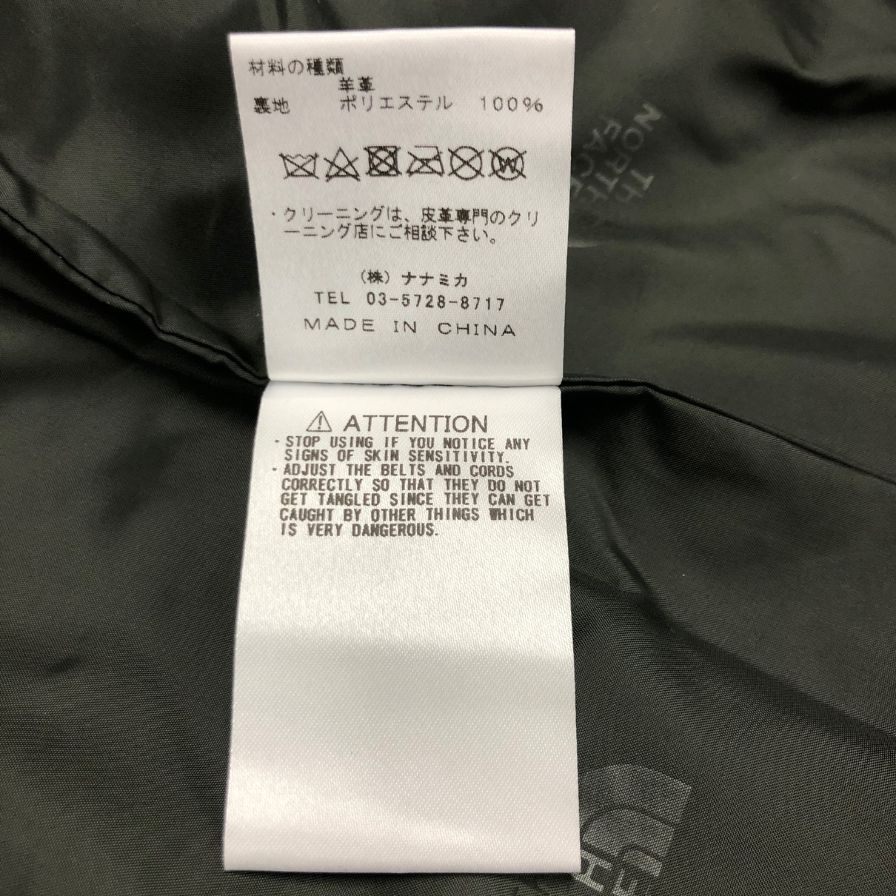 材料の種類
羊革
裏地 ポリエステル 100%
・クリーニングは、皮革専門のクリ
ーニング店にご相談下さい。
(株) ナナミカ
TEL 03-5728-8717
MADE IN CHINA
⚠ ATTENTION
・STOP USING IF YOU NOTICE ANY
SIGNS OF SKIN SENSITIVITY.
・ADJUST THE BELTS AND CORDS
CORRECTLY SO THAT THEY DO NOT
GET TANGLED SINCE THEY CAN GET
CAUGHT BY OTHER THINGS WHICH
IS VERY DANGEROUS.
THE
NORTH
FACE